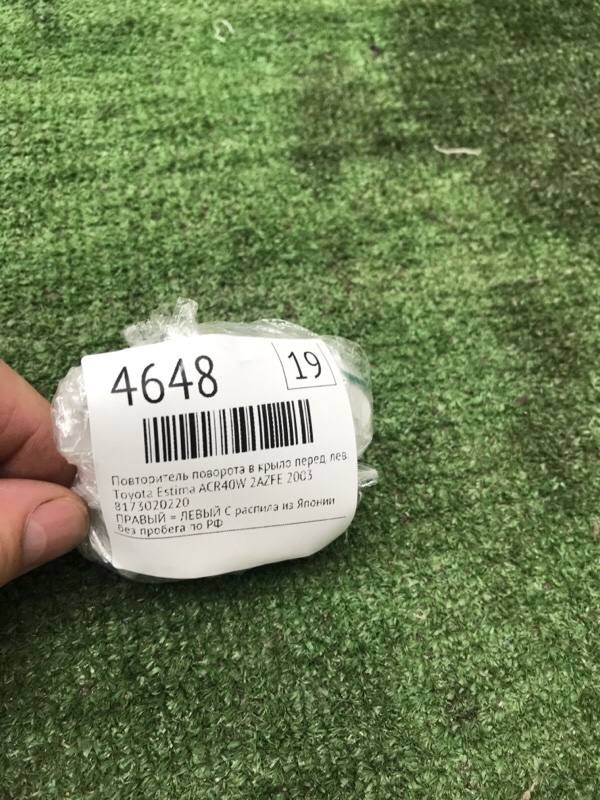 4648
19
Повторитель поворота в крыло перед лев.
Toyota Estima ACR40W 2AZFE 2003
8173020220
ПРАВЫЙ = ЛЕВЫЙ С распила из Японии
без пробега по РФ